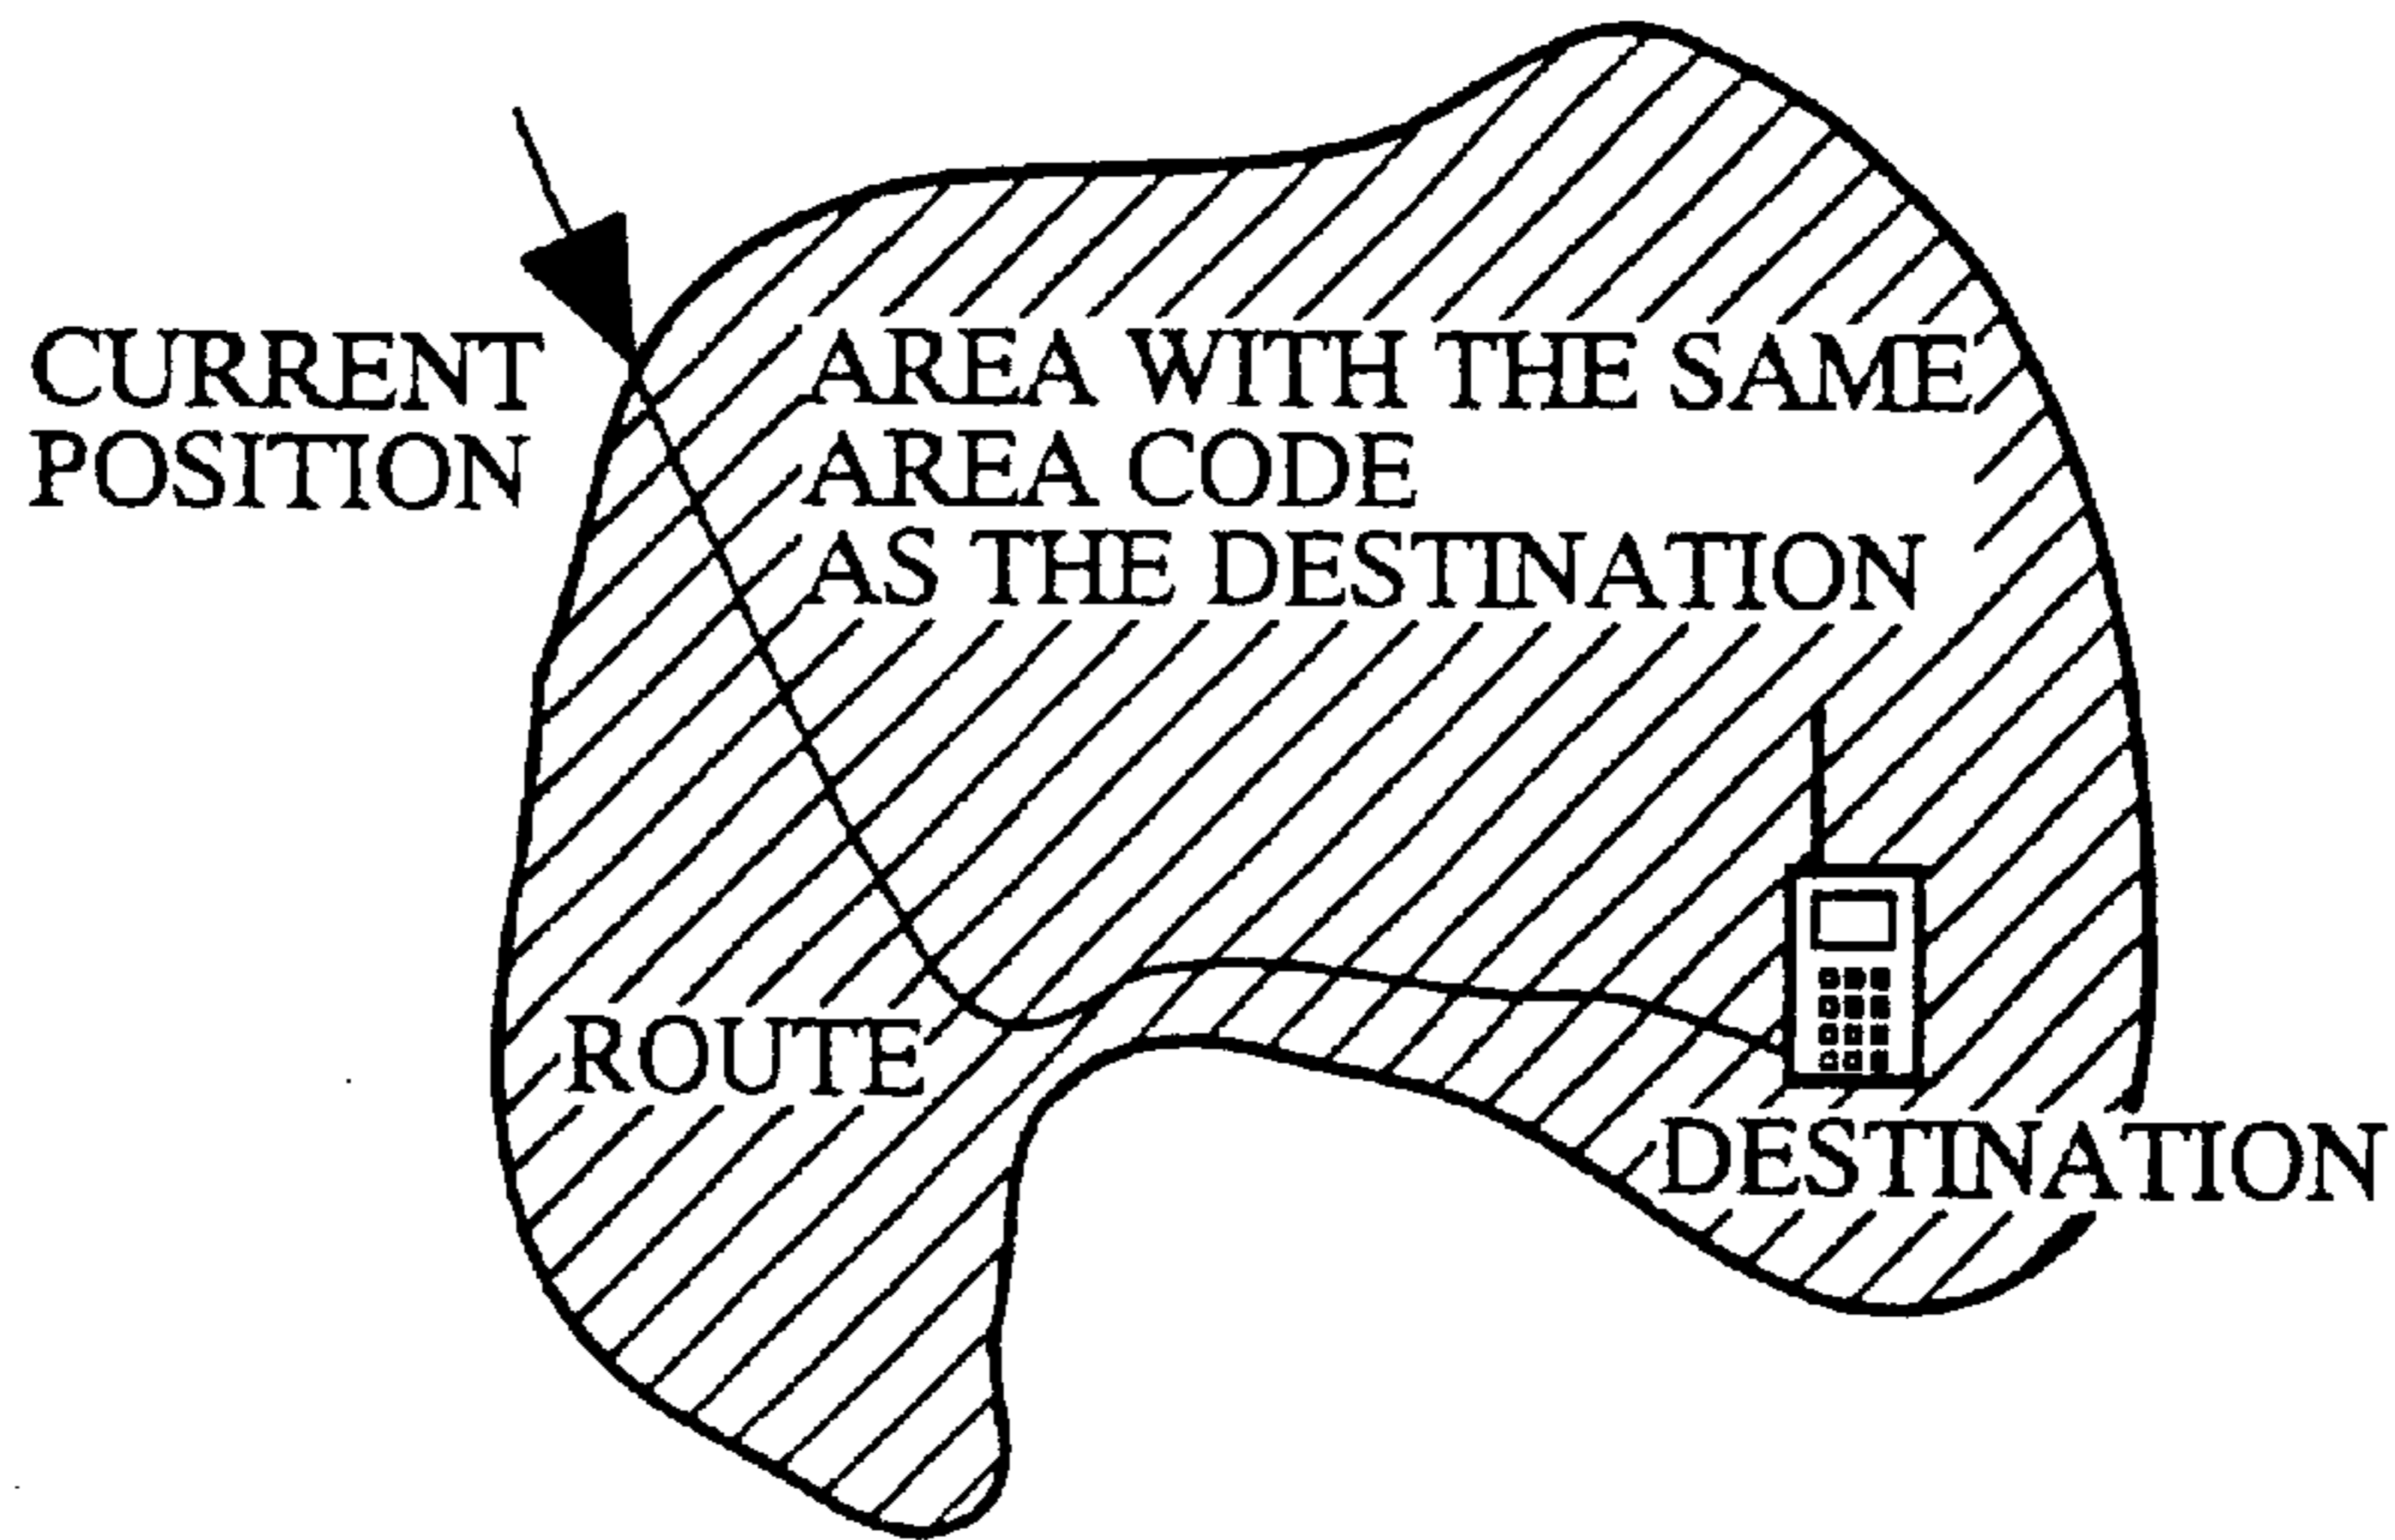 CURRENT
POSITION
AREA WITH THE SAME
AREA CODE
AS THE DESTINATION
ROUTE
DESTINATION